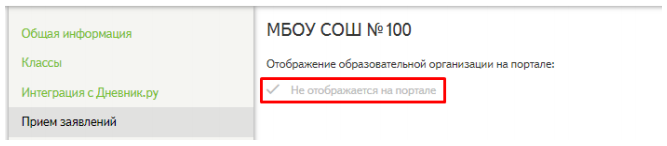 Общая информация
Классы
Интеграция с Дневник.ру
Прием заявлений
МБОУ СОШ №100
Отображение образовательной организации на портале:
Не отображается на портале